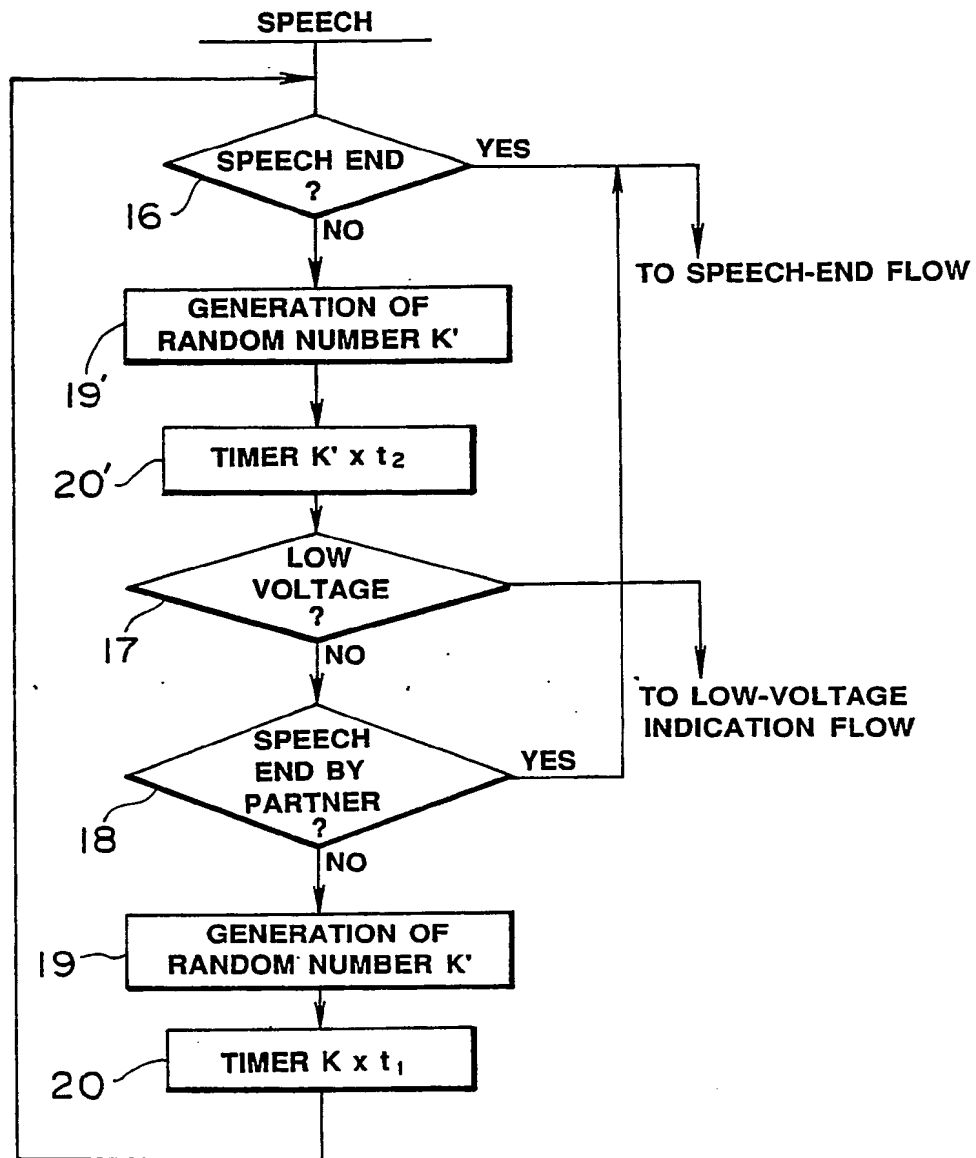 SPEECH
SPEECH END
?
YES
16
NO
TO SPEECH-END FLOW
GENERATION OF
RANDOM NUMBER K'
19'
TIMER K' x t2
20'
LOW
VOLTAGE
?
17
NO
TO LOW-VOLTAGE
INDICATION FLOW
SPEECH
END BY
PARTNER
?
YES
18
NO
GENERATION OF
RANDOM NUMBER K'
19
TIMER K x t1
20